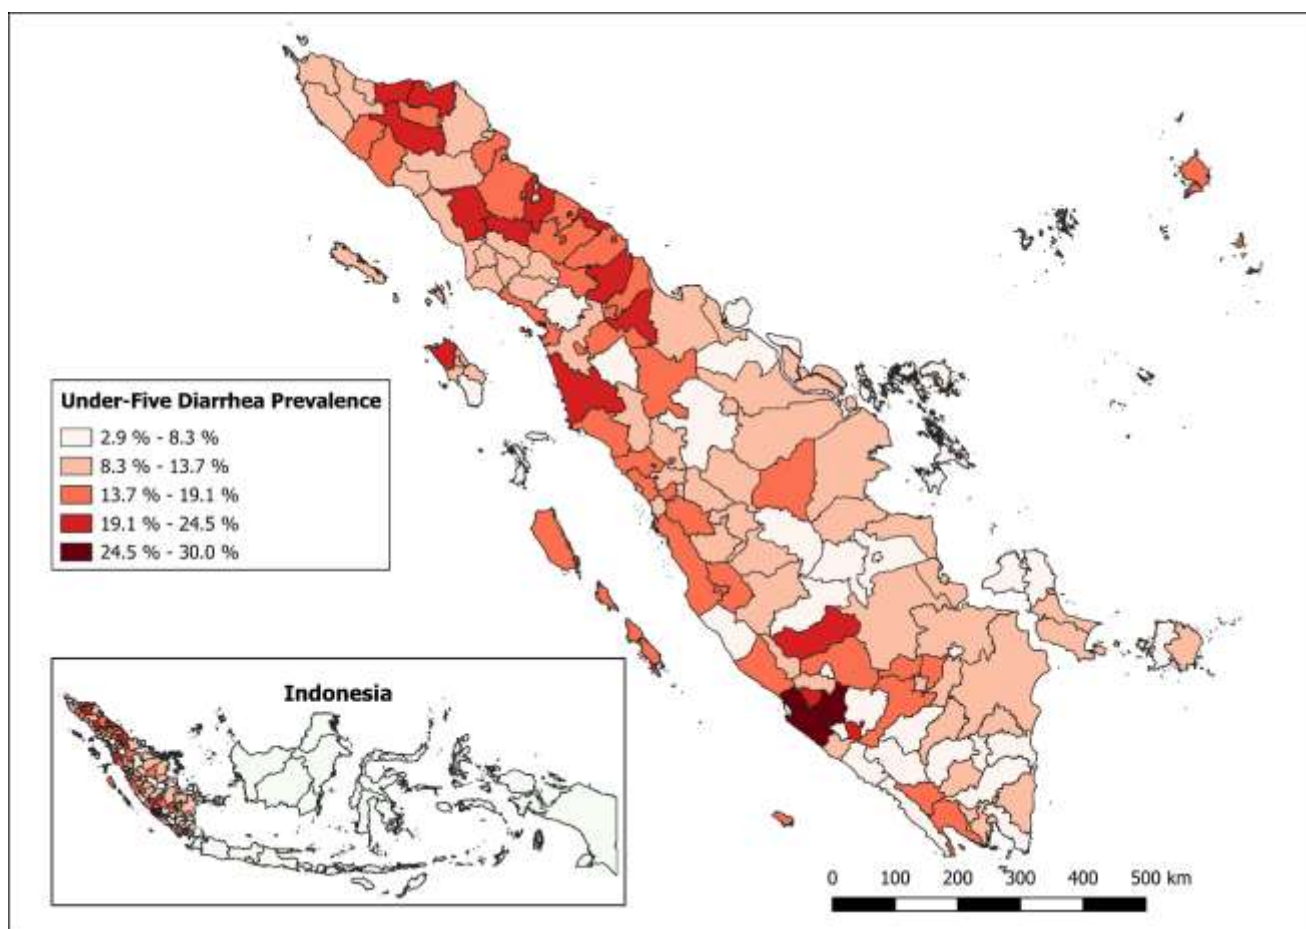 Under-Five Diarrhea Prevalence
2.9 % - 8.3 %
8.3 % - 13.7 %
13.7 % - 19.1 %
19.1 % - 24.5 %
24.5 % - 30.0 %
Indonesia
0 100 200 300 400 500 km